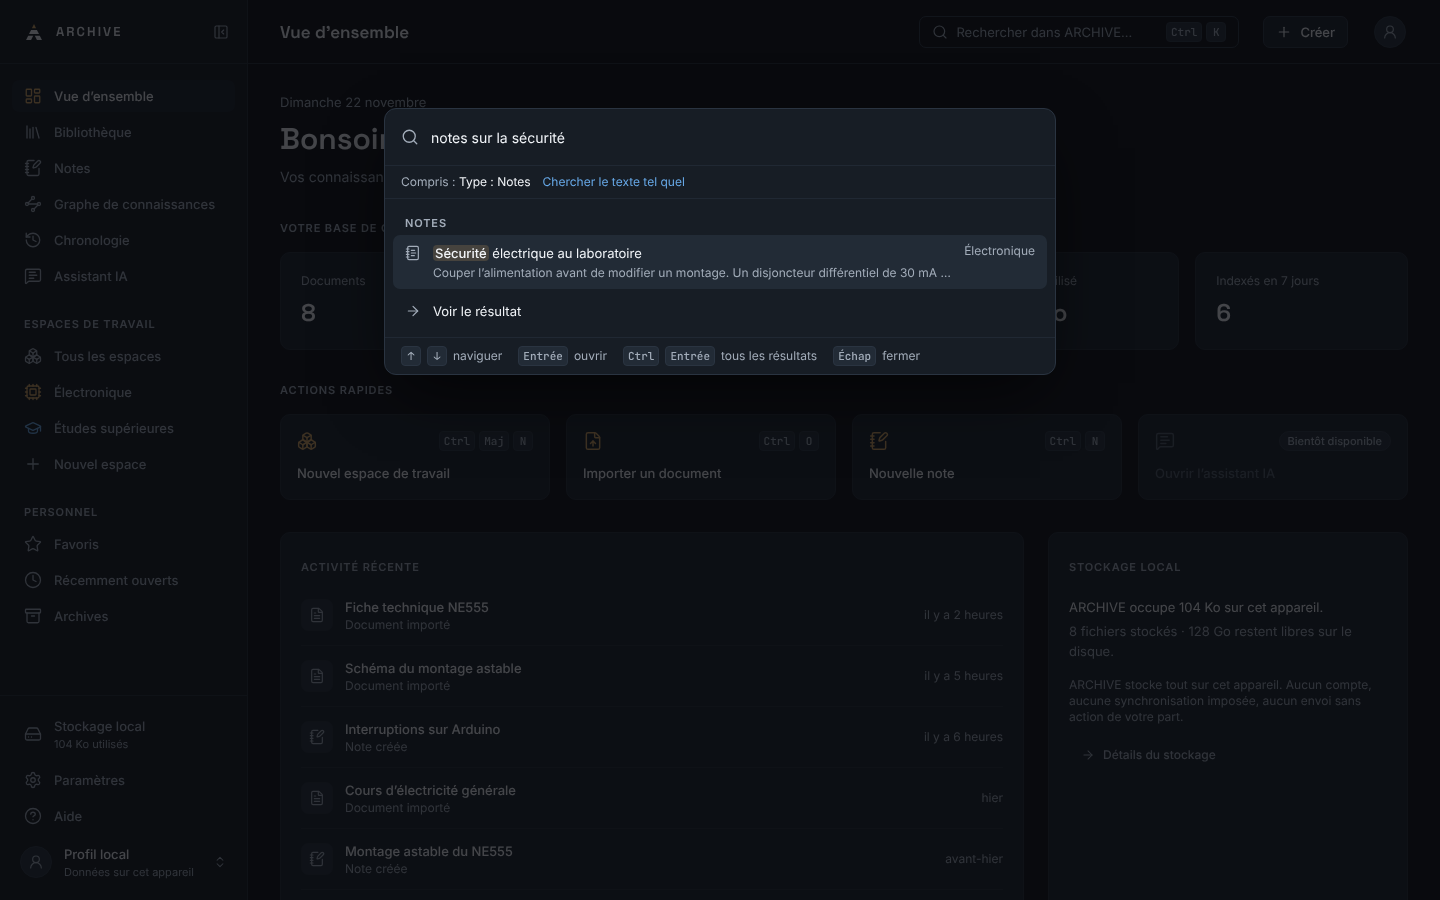 ARCHIVE
Vue d’ensemble
Rechercher dans ARCHIVE... Ctrl K
Créer
Vue d’ensemble
Bibliothèque
Notes
Graphe de connaissances
Chronologie
Assistant IA
ESPACES DE TRAVAIL
Tous les espaces
Électronique
Études supérieures
Nouvel espace
PERSONNEL
Favoris
Récemment ouverts
Archives
Stockage local
104 Ko utilisés
Paramètres
Aide
Profil local
Données sur cet appareil
Dimanche 22 novembre
notes sur la sécurité
Compris : Type : Notes Chercher le texte tel quel
NOTES
Sécurité électrique au laboratoire Électronique
Couper l’alimentation avant de modifier un montage. Un disjoncteur différentiel de 30 mA ...
Voir le résultat
↑ ↓ naviguer Entrée ouvrir Ctrl Entrée tous les résultats Échap fermer
Documents
8
Indexés en 7 jours
6
ACTIONS RAPIDES
Ctrl Maj N
Nouvel espace de travail
Ctrl O
Importer un document
Ctrl N
Nouvelle note
Bientôt disponible
Ouvrir l’assistant IA
ACTIVITÉ RÉCENTE
Fiche technique NE555
Document importé
il y a 2 heures
Schéma du montage astable
Document importé
il y a 5 heures
Interruptions sur Arduino
Note créée
il y a 6 heures
Cours d’électricité générale
Document importé
hier
Montage astable du NE555
Note créée
avant-hier
STOCKAGE LOCAL
ARCHIVE occupe 104 Ko sur cet appareil.
8 fichiers stockés · 128 Go restent libres sur le
disque.
ARCHIVE stocke tout sur cet appareil. Aucun compte,
aucune synchronisation imposée, aucun envoi sans
action de votre part.
Détails du stockage